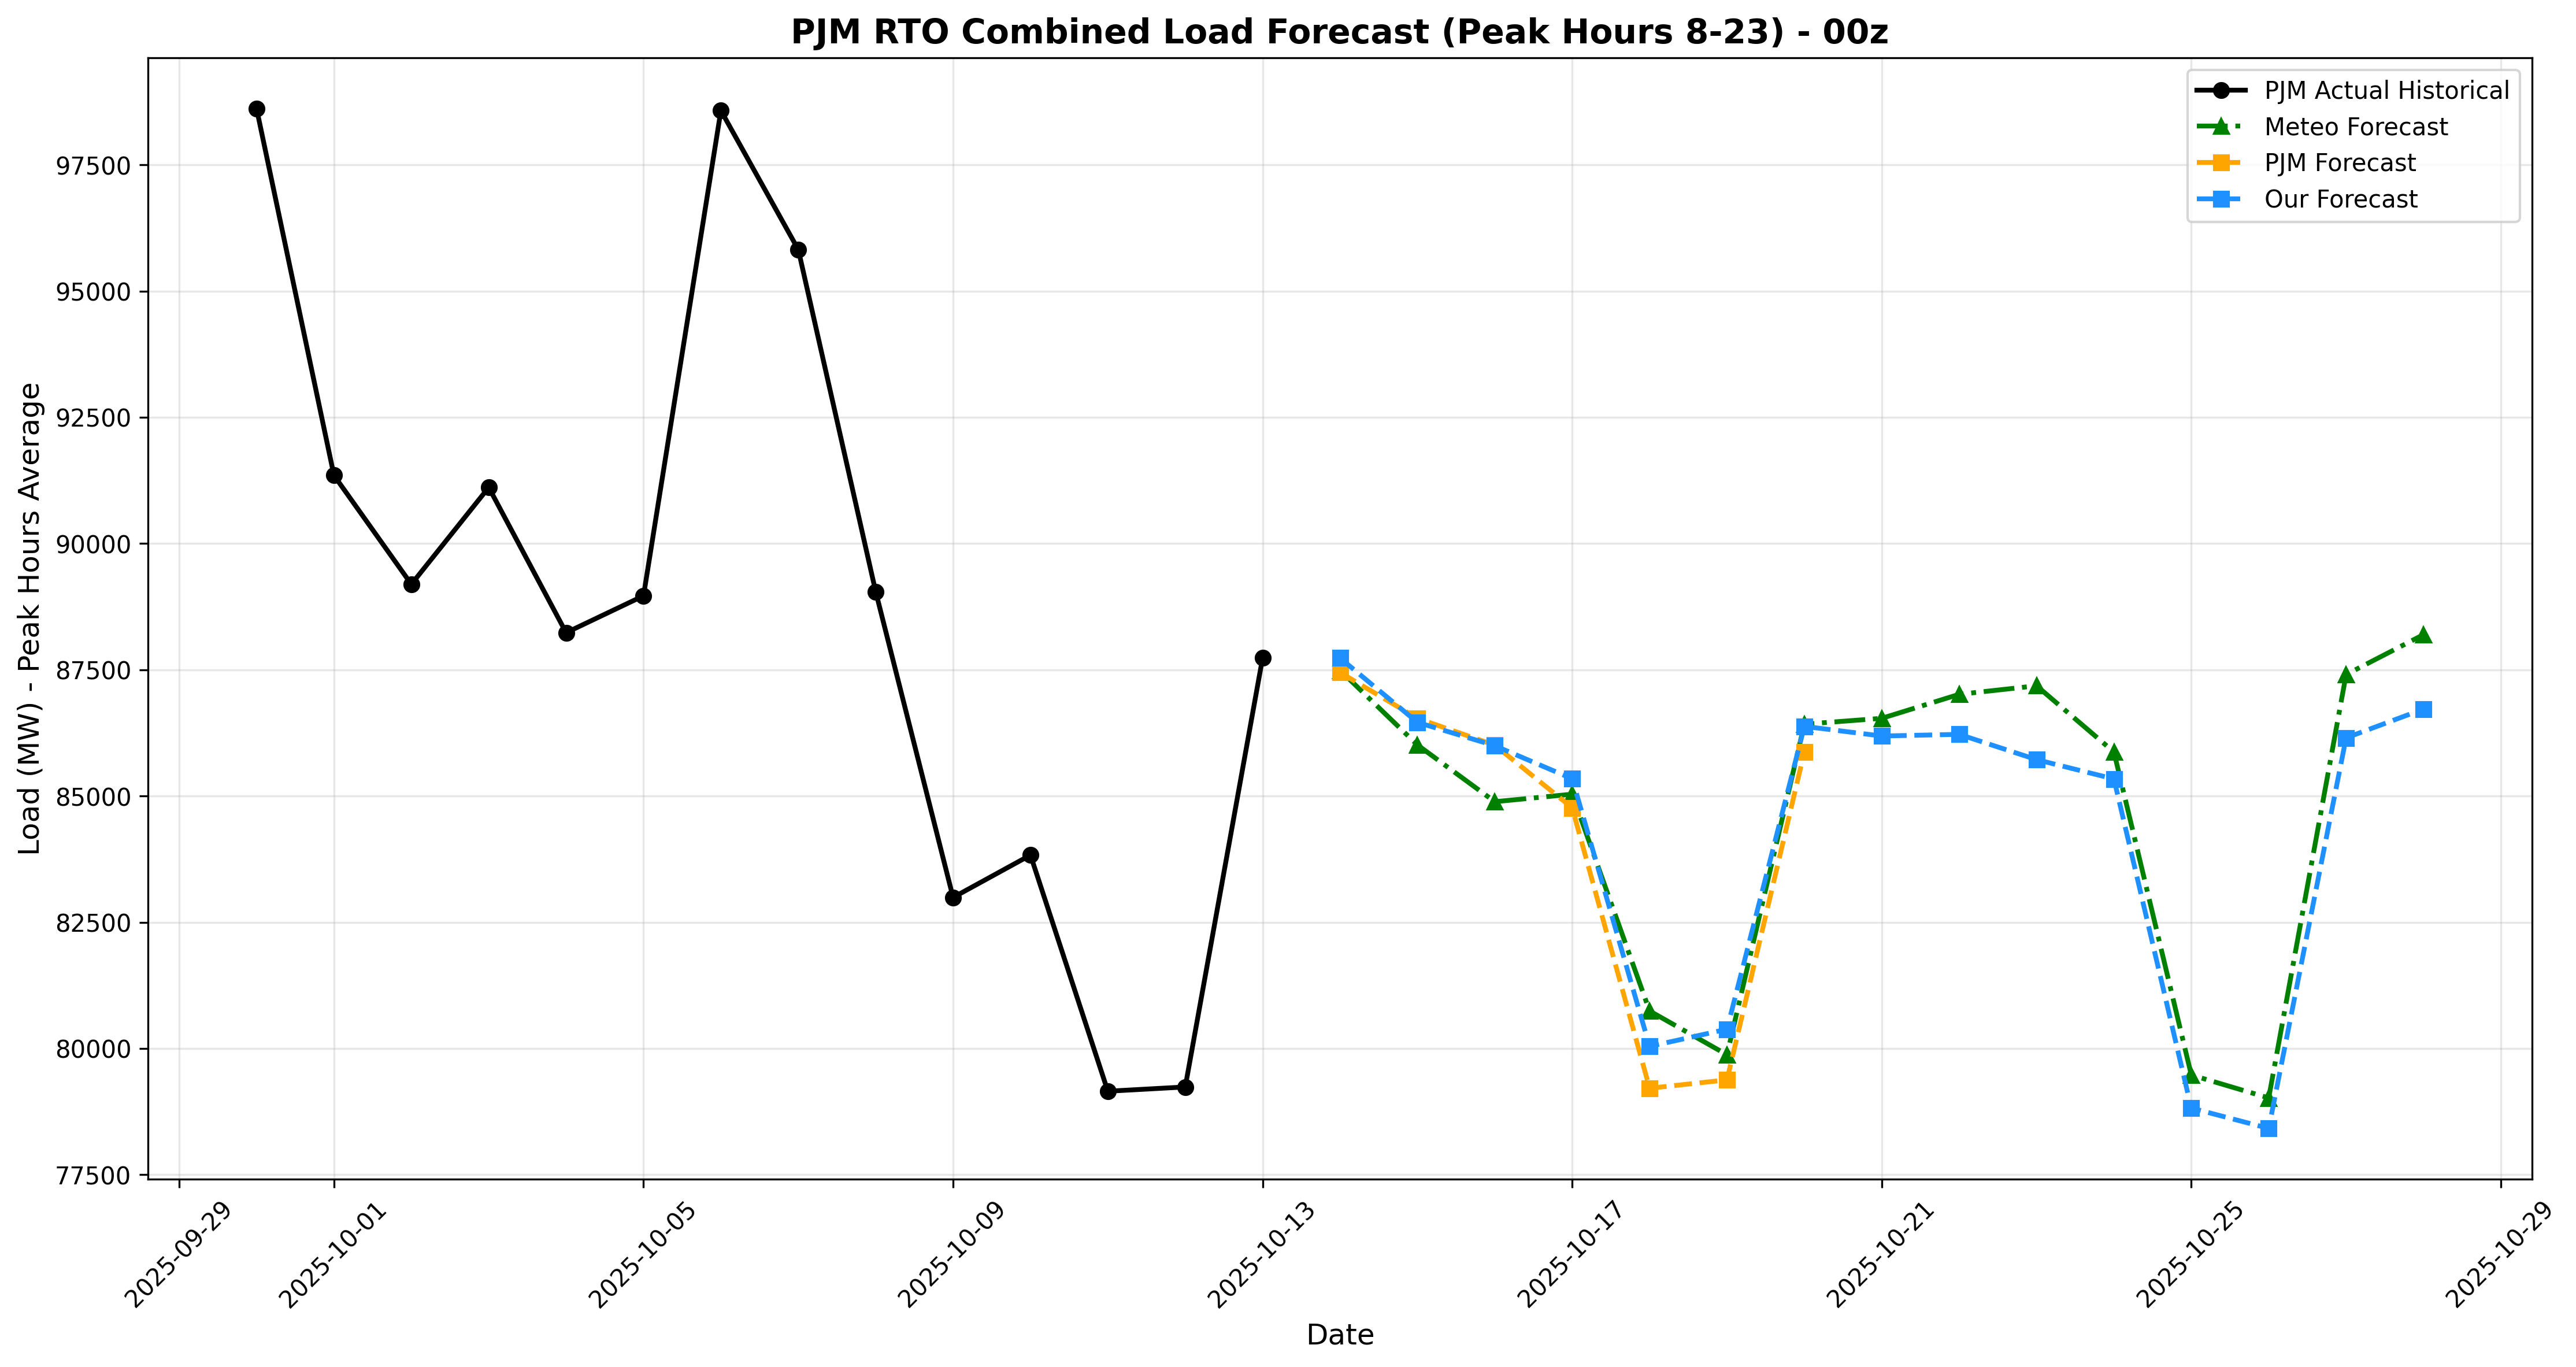 PJM RTO Combined Load Forecast (Peak Hours 8-23) - 00z
PJM Actual Historical
Meteo Forecast
PJM Forecast
Our Forecast
Load (MW) - Peak Hours Average
97500
95000
92500
90000
87500
85000
82500
80000
77500
2025-09-29
2025-10-01
2025-10-05
2025-10-09
2025-10-13
2025-10-17
2025-10-21
2025-10-25
2025-10-29
Date